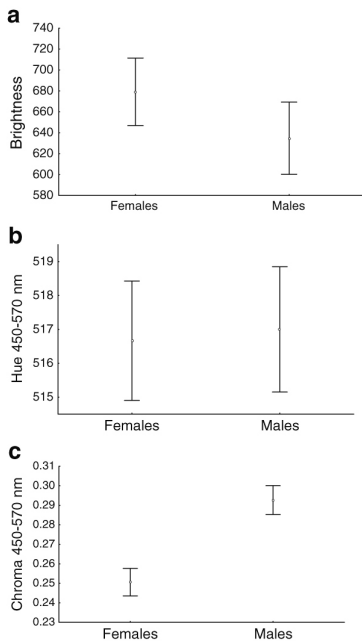 a
Brightness
740
720
700
680
660
640
620
600
580
Females Males
b
Hue 450-570 nm
519
518
517
516
515
Females Males
c
Chroma 450-570 nm
0.31
0.30
0.29
0.28
0.27
0.26
0.25
0.24
0.23
Females Males